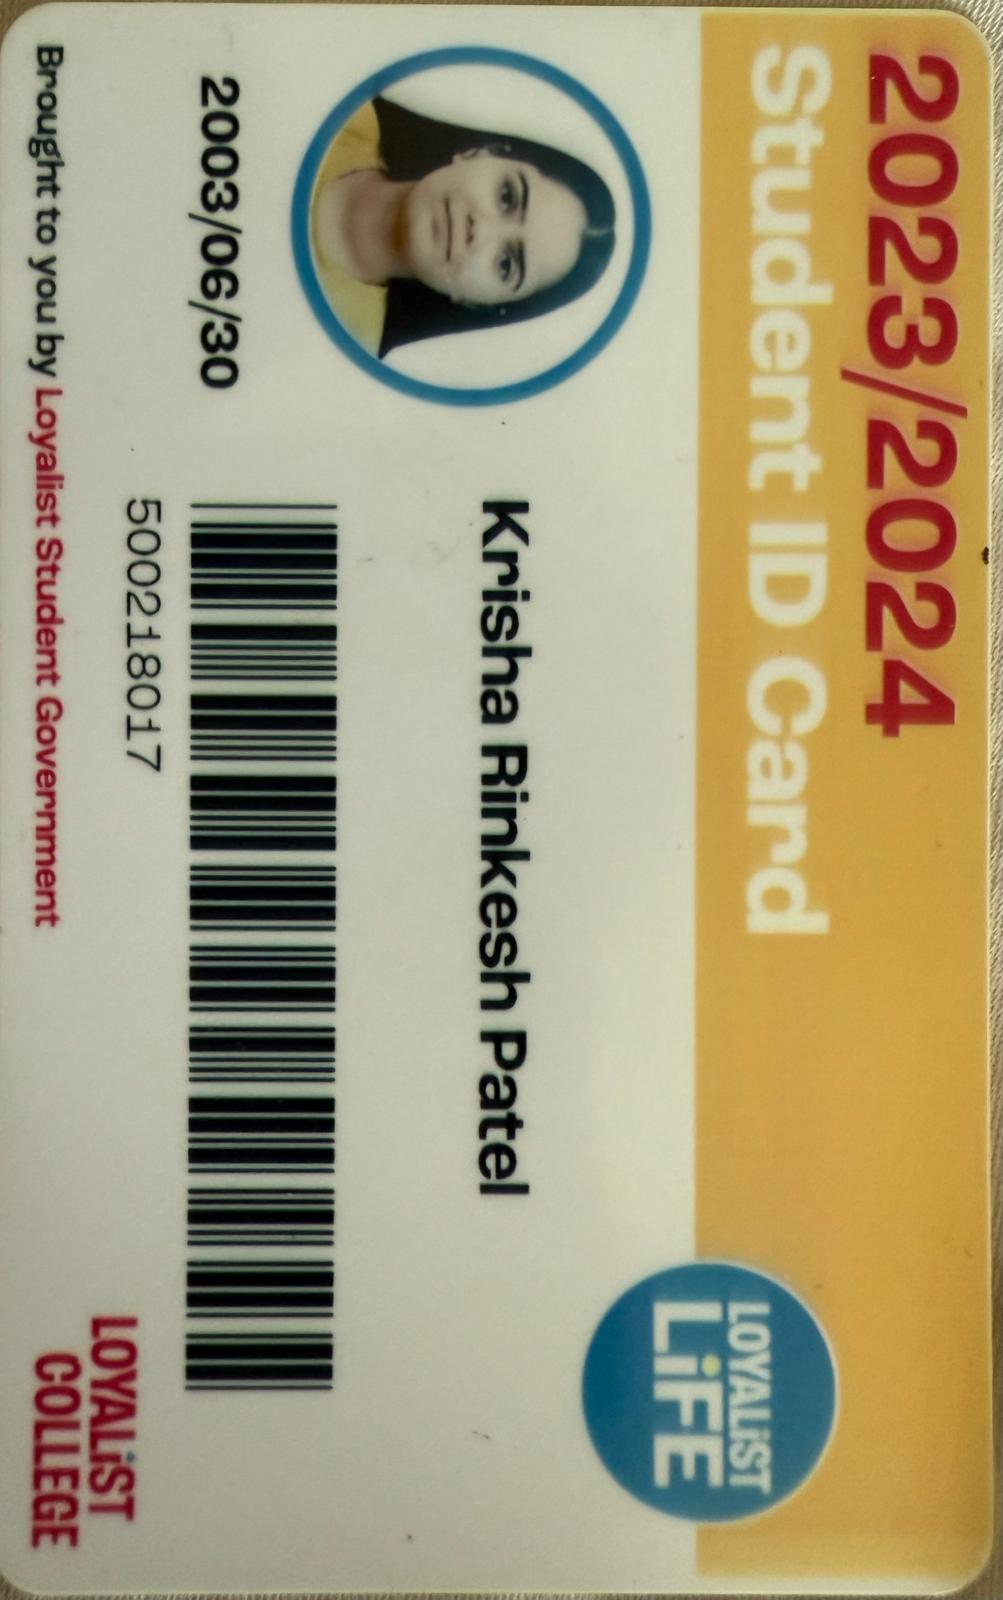 2023/2024
Student ID Card
LOYALiST
LiFE
Krisha Rinkesh Patel
2003/06/30
500218017
Brought to you by Loyalist Student Government
LOYALiST
COLLEGE